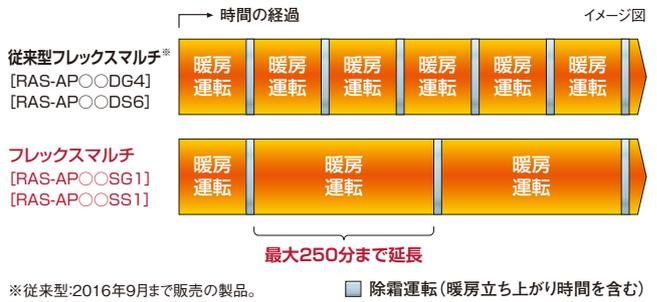 時間の経過
イメージ図
従来型フレックスマルチ※
[RAS-AP○○DG4]
[RAS-AP○○DS6]
暖房
運転
暖房
運転
暖房
運転
暖房
運転
暖房
運転
暖房
運転
フレックスマルチ
[RAS-AP○○SG1]
[RAS-AP○○SS1]
暖房
運転
暖房
運転
暖房
運転
最大250分まで延長
※従来型:2016年9月まで販売の製品。
除霜運転(暖房立ち上がり時間を含む)